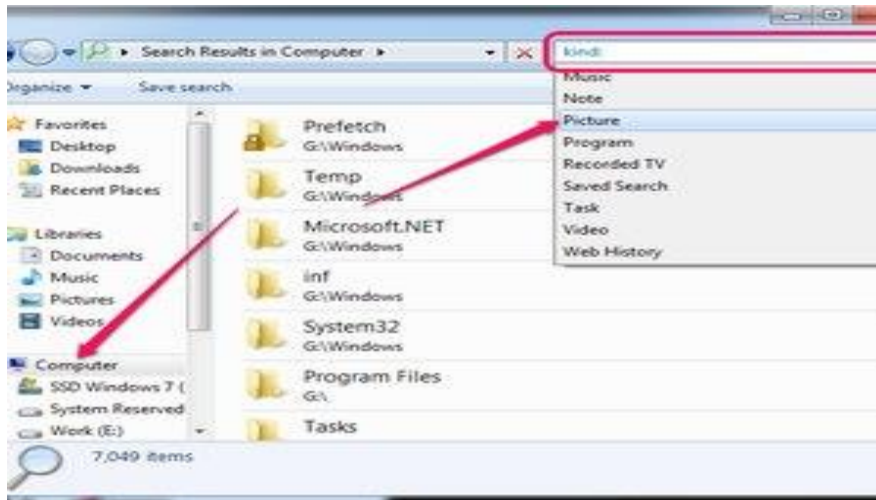 Search Results in Computer
kind:
Organize
Save search
Music
Note
Picture
Program
Recorded TV
Saved Search
Task
Video
Web History
Favorites
Desktop
Downloads
Recent Places
Libraries
Documents
Music
Pictures
Videos
Computer
SSD Windows 7 (
System Reserved
Work (E:)
Prefetch
G:\Windows
Temp
G:\Windows
Microsoft.NET
G:\Windows
inf
G:\Windows
System32
G:\Windows
Program Files
G:\
Tasks
7,049 items